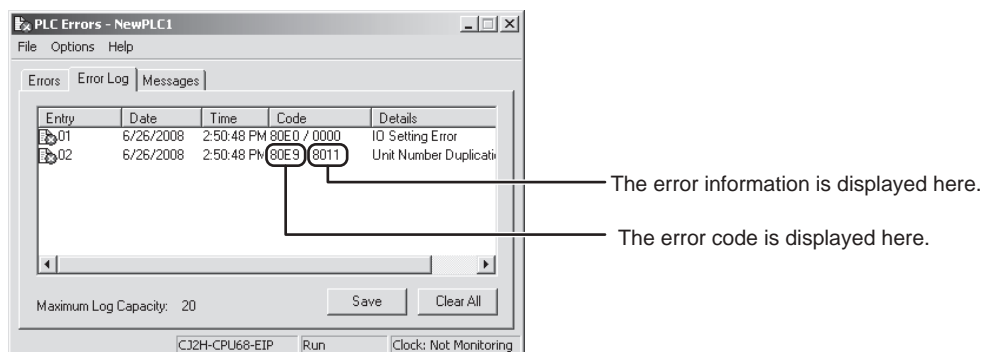 PLC Errors - NewPLC1
File Options Help
Errors Error Log Messages
Entry Date Time Code Details
01 6/26/2008 2:50:48 PM 80E0 / 0000 IO Setting Error
02 6/26/2008 2:50:48 PM 80E9 8011 Unit Number Duplicati
The error information is displayed here.
The error code is displayed here.
Maximum Log Capacity: 20 Save Clear All
CJ2H-CPU68-EIP Run Clock: Not Monitoring